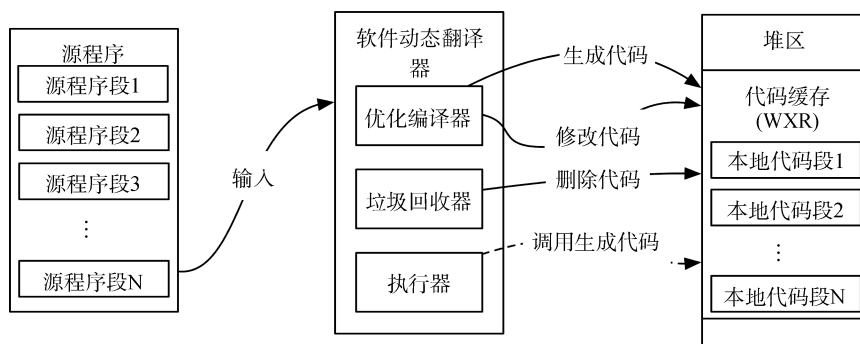 源程序
源程序段1
源程序段2
源程序段3
⋮
源程序段N
输入
软件动态翻译
器
优化编译器
垃圾回收器
执行器
生成代码
修改代码
删除代码
调用生成代码
堆区
代码缓存
(WXR)
本地代码段1
本地代码段2
⋮
本地代码段N